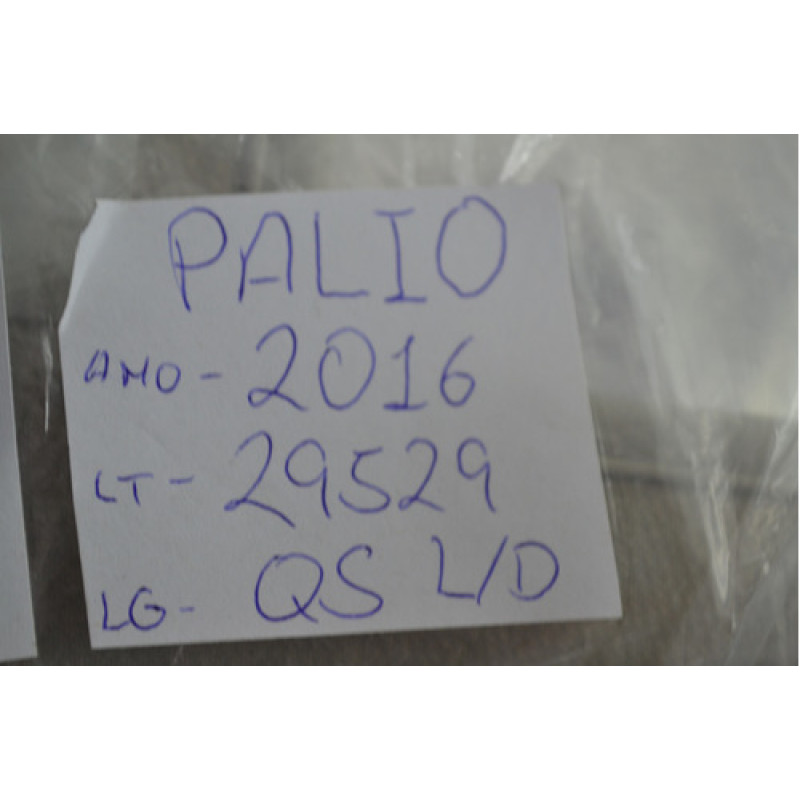 PALIO
ANO - 2016
LT - 29529
LG - QS L/D